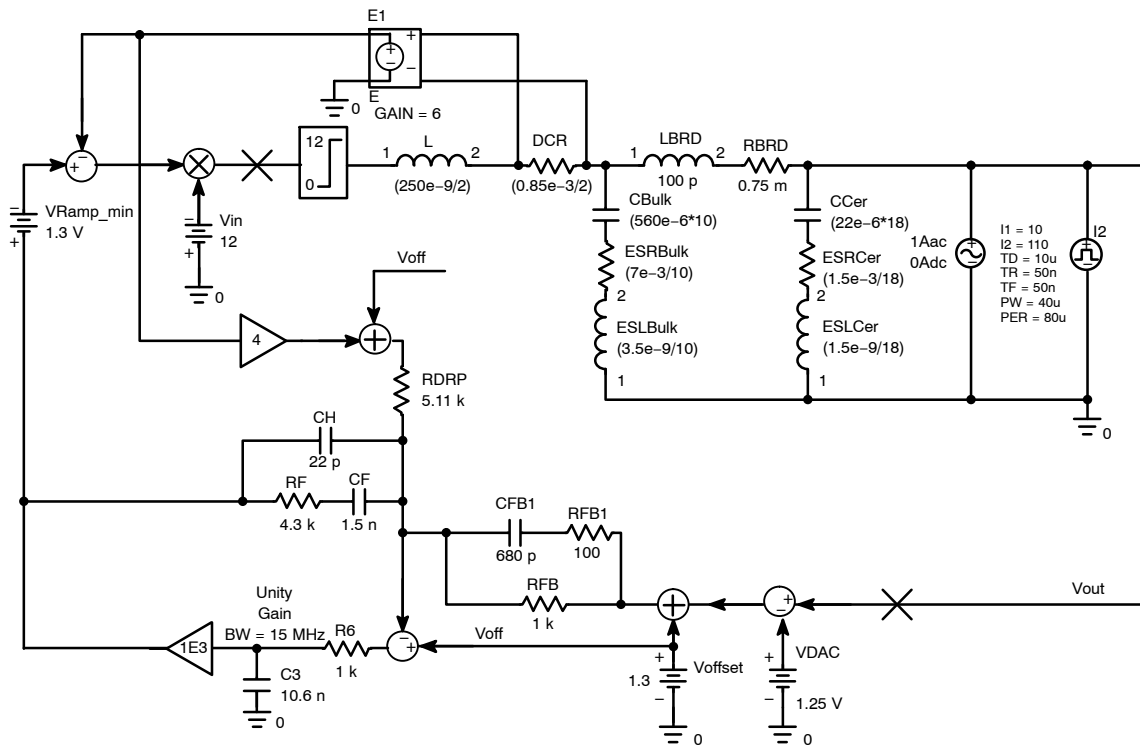 E1
+
+
−
−
E
0
GAIN = 6
−
+
12
0
1
L
2
(250e-9/2)
DCR
(0.85e-3/2)
1
LBRD
2
100 p
RBRD
0.75 m
−
VRamp_min
1.3 V
+
−
Vin
12
+
0
CBulk
(560e-6*10)
ESRBulk
(7e-3/10)
2
ESLBulk
(3.5e-9/10)
1
CCer
(22e-6*18)
ESRCer
(1.5e-3/18)
2
ESLCer
(1.5e-9/18)
1
1Aac
0Adc
+
−
I1 = 10
I2 = 110
TD = 10u
TR = 50n
TF = 50n
PW = 40u
PER = 80u
I2
+
−
0
Voff
4
+
RDRP
5.11 k
CH
22 p
RF
4.3 k
CF
1.5 n
CFB1
680 p
RFB1
100
RFB
1 k
+
+
−
Vout
Unity
Gain
BW = 15 MHz
1E3
R6
1 k
−
+
Voff
C3
10.6 n
0
+
1.3
Voffset
−
0
+
VDAC
1.25 V
−
0